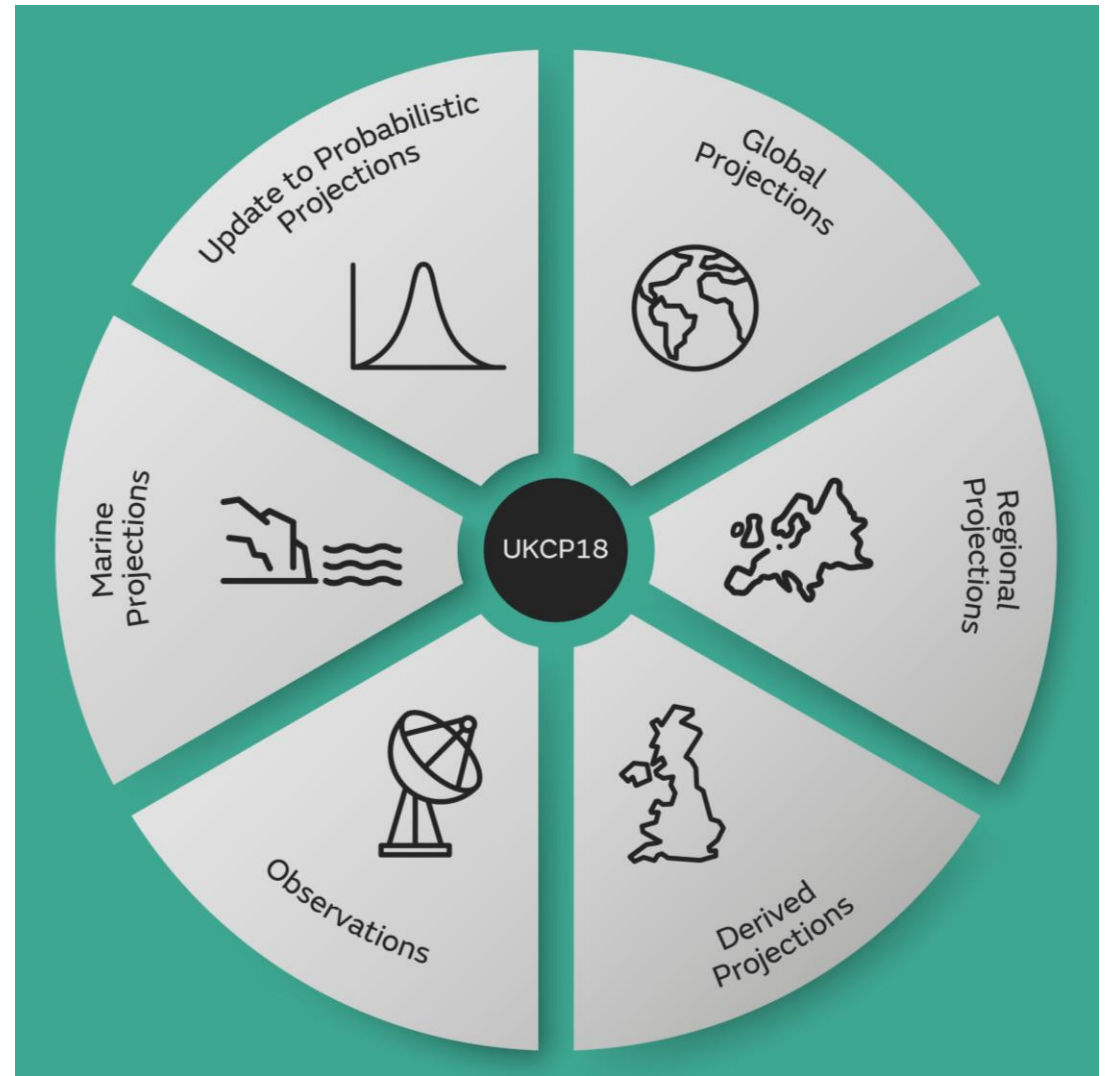 Update to Probabilistic
Projections
Global
Projections
Marine
Projections
UKCP18
Regional
Projections
Observations
Derived
Projections